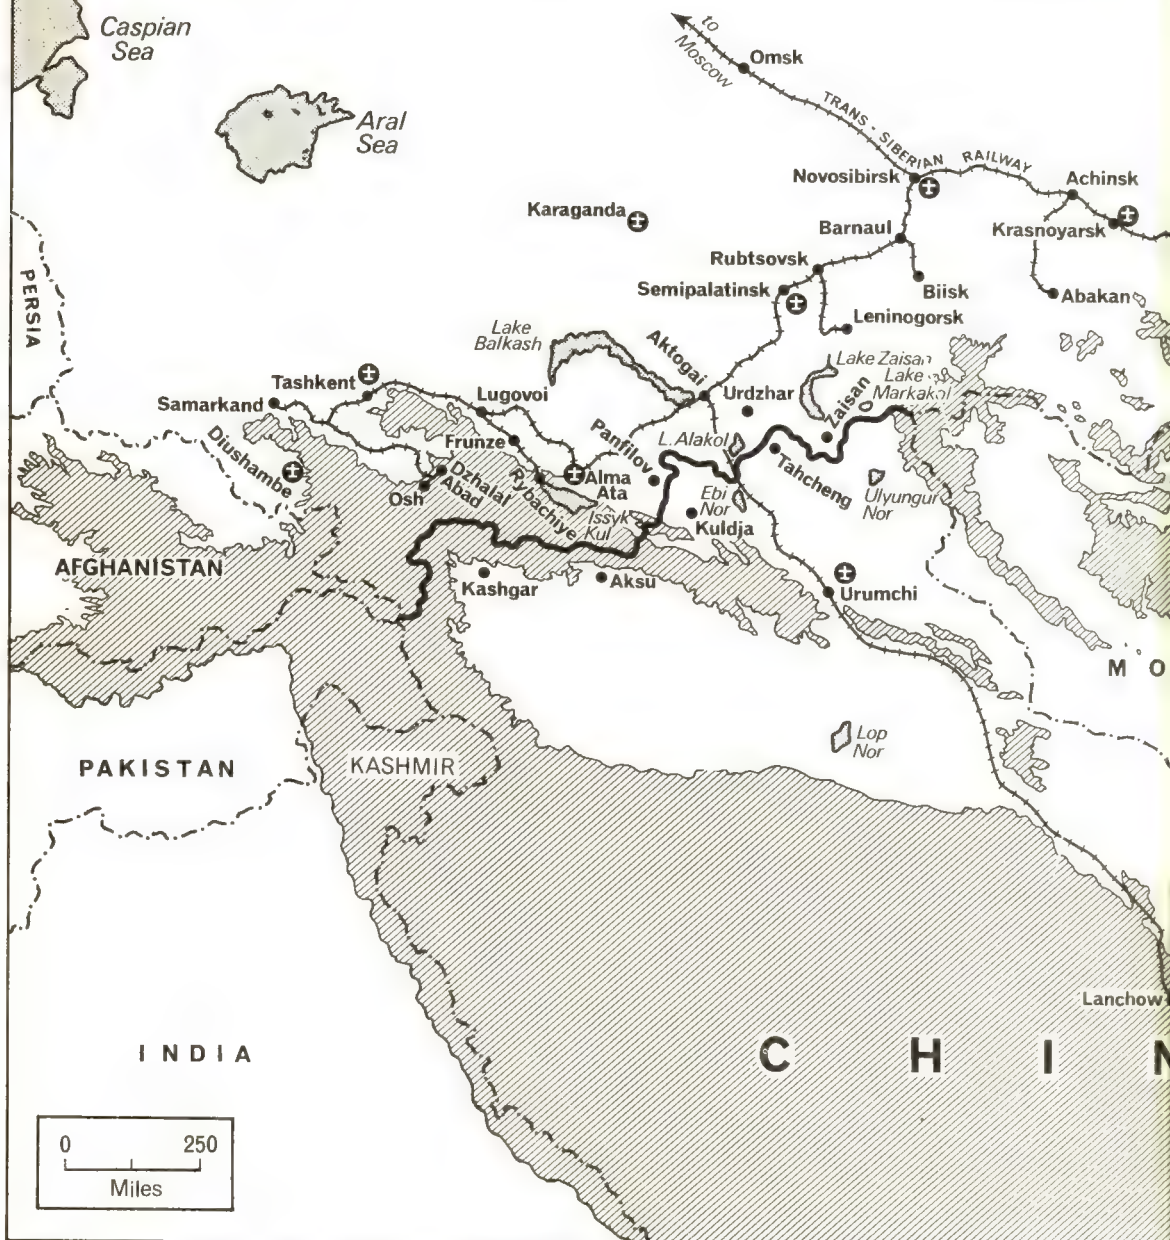 Caspian
Sea
to
Moscow
Omsk
Aral
Sea
TRANS-SIBERIAN RAILWAY
Novosibirsk
Achinsk
Karaganda
Krasnoyarsk
Barnaul
Rubtsovsk
Semipalatinsk
Biisk
Abakan
PERSIA
Leninogorsk
Lake
Balkash
Aktogai
Lake Zaisan
Lake
Markakol
Tashkent
Urdzhar
Zaisan
Samarkand
Lugovoi
Frunze
Panfilov
L. Alakol
Diushambe
Rybachiye
Alma
Ata
Tahcheng
Dzhalal
Abad
Osh
Ebi
Nor
Ulyungur
Nor
Issyk
Kul
Kuldja
AFGHANISTAN
Kashgar
Aksu
Urumchi
M O
Lop
Nor
PAKISTAN
KASHMIR
Lanchow
INDIA
C H I N
0 250
Miles